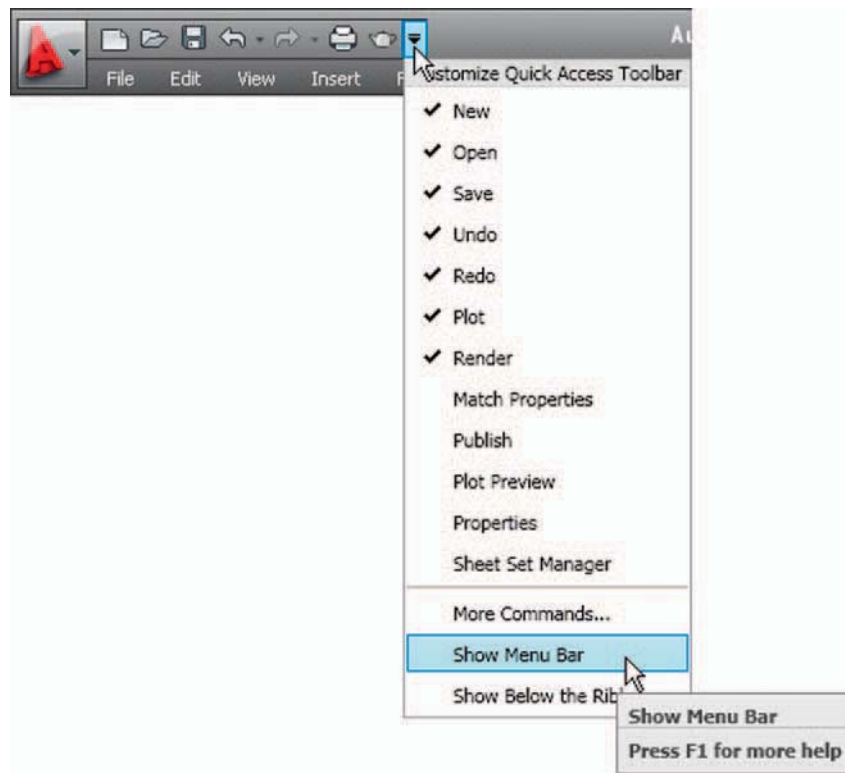 Au
File Edit View Insert F
ustomize Quick Access Toolbar
New
Open
Save
Undo
Redo
Plot
Render
Match Properties
Publish
Plot Preview
Properties
Sheet Set Manager
More Commands...
Show Menu Bar
Show Below the Rib
Show Menu Bar
Press F1 for more help